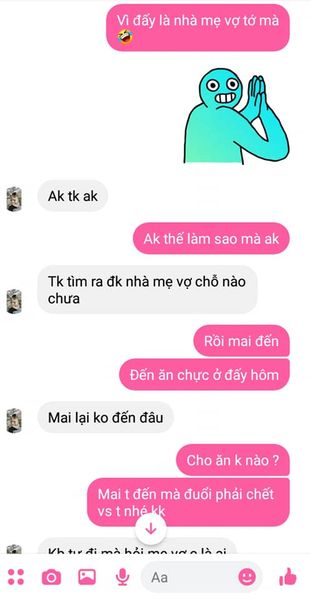 Vì đấy là nhà mẹ vợ tớ mà
🤣
Ak tk ak
Ak thế làm sao mà ak
Tk tìm ra đk nhà mẹ vợ chỗ nào
chưa
Rồi mai đến
Đến ăn chực ở đấy hôm
Mai lại ko đến đâu
Cho ăn k nào ?
Mai t đến mà đuổi phải chết
vs t nhé kk
Kh tự đi mà hỏi mẹ vợ c là ai
Aa